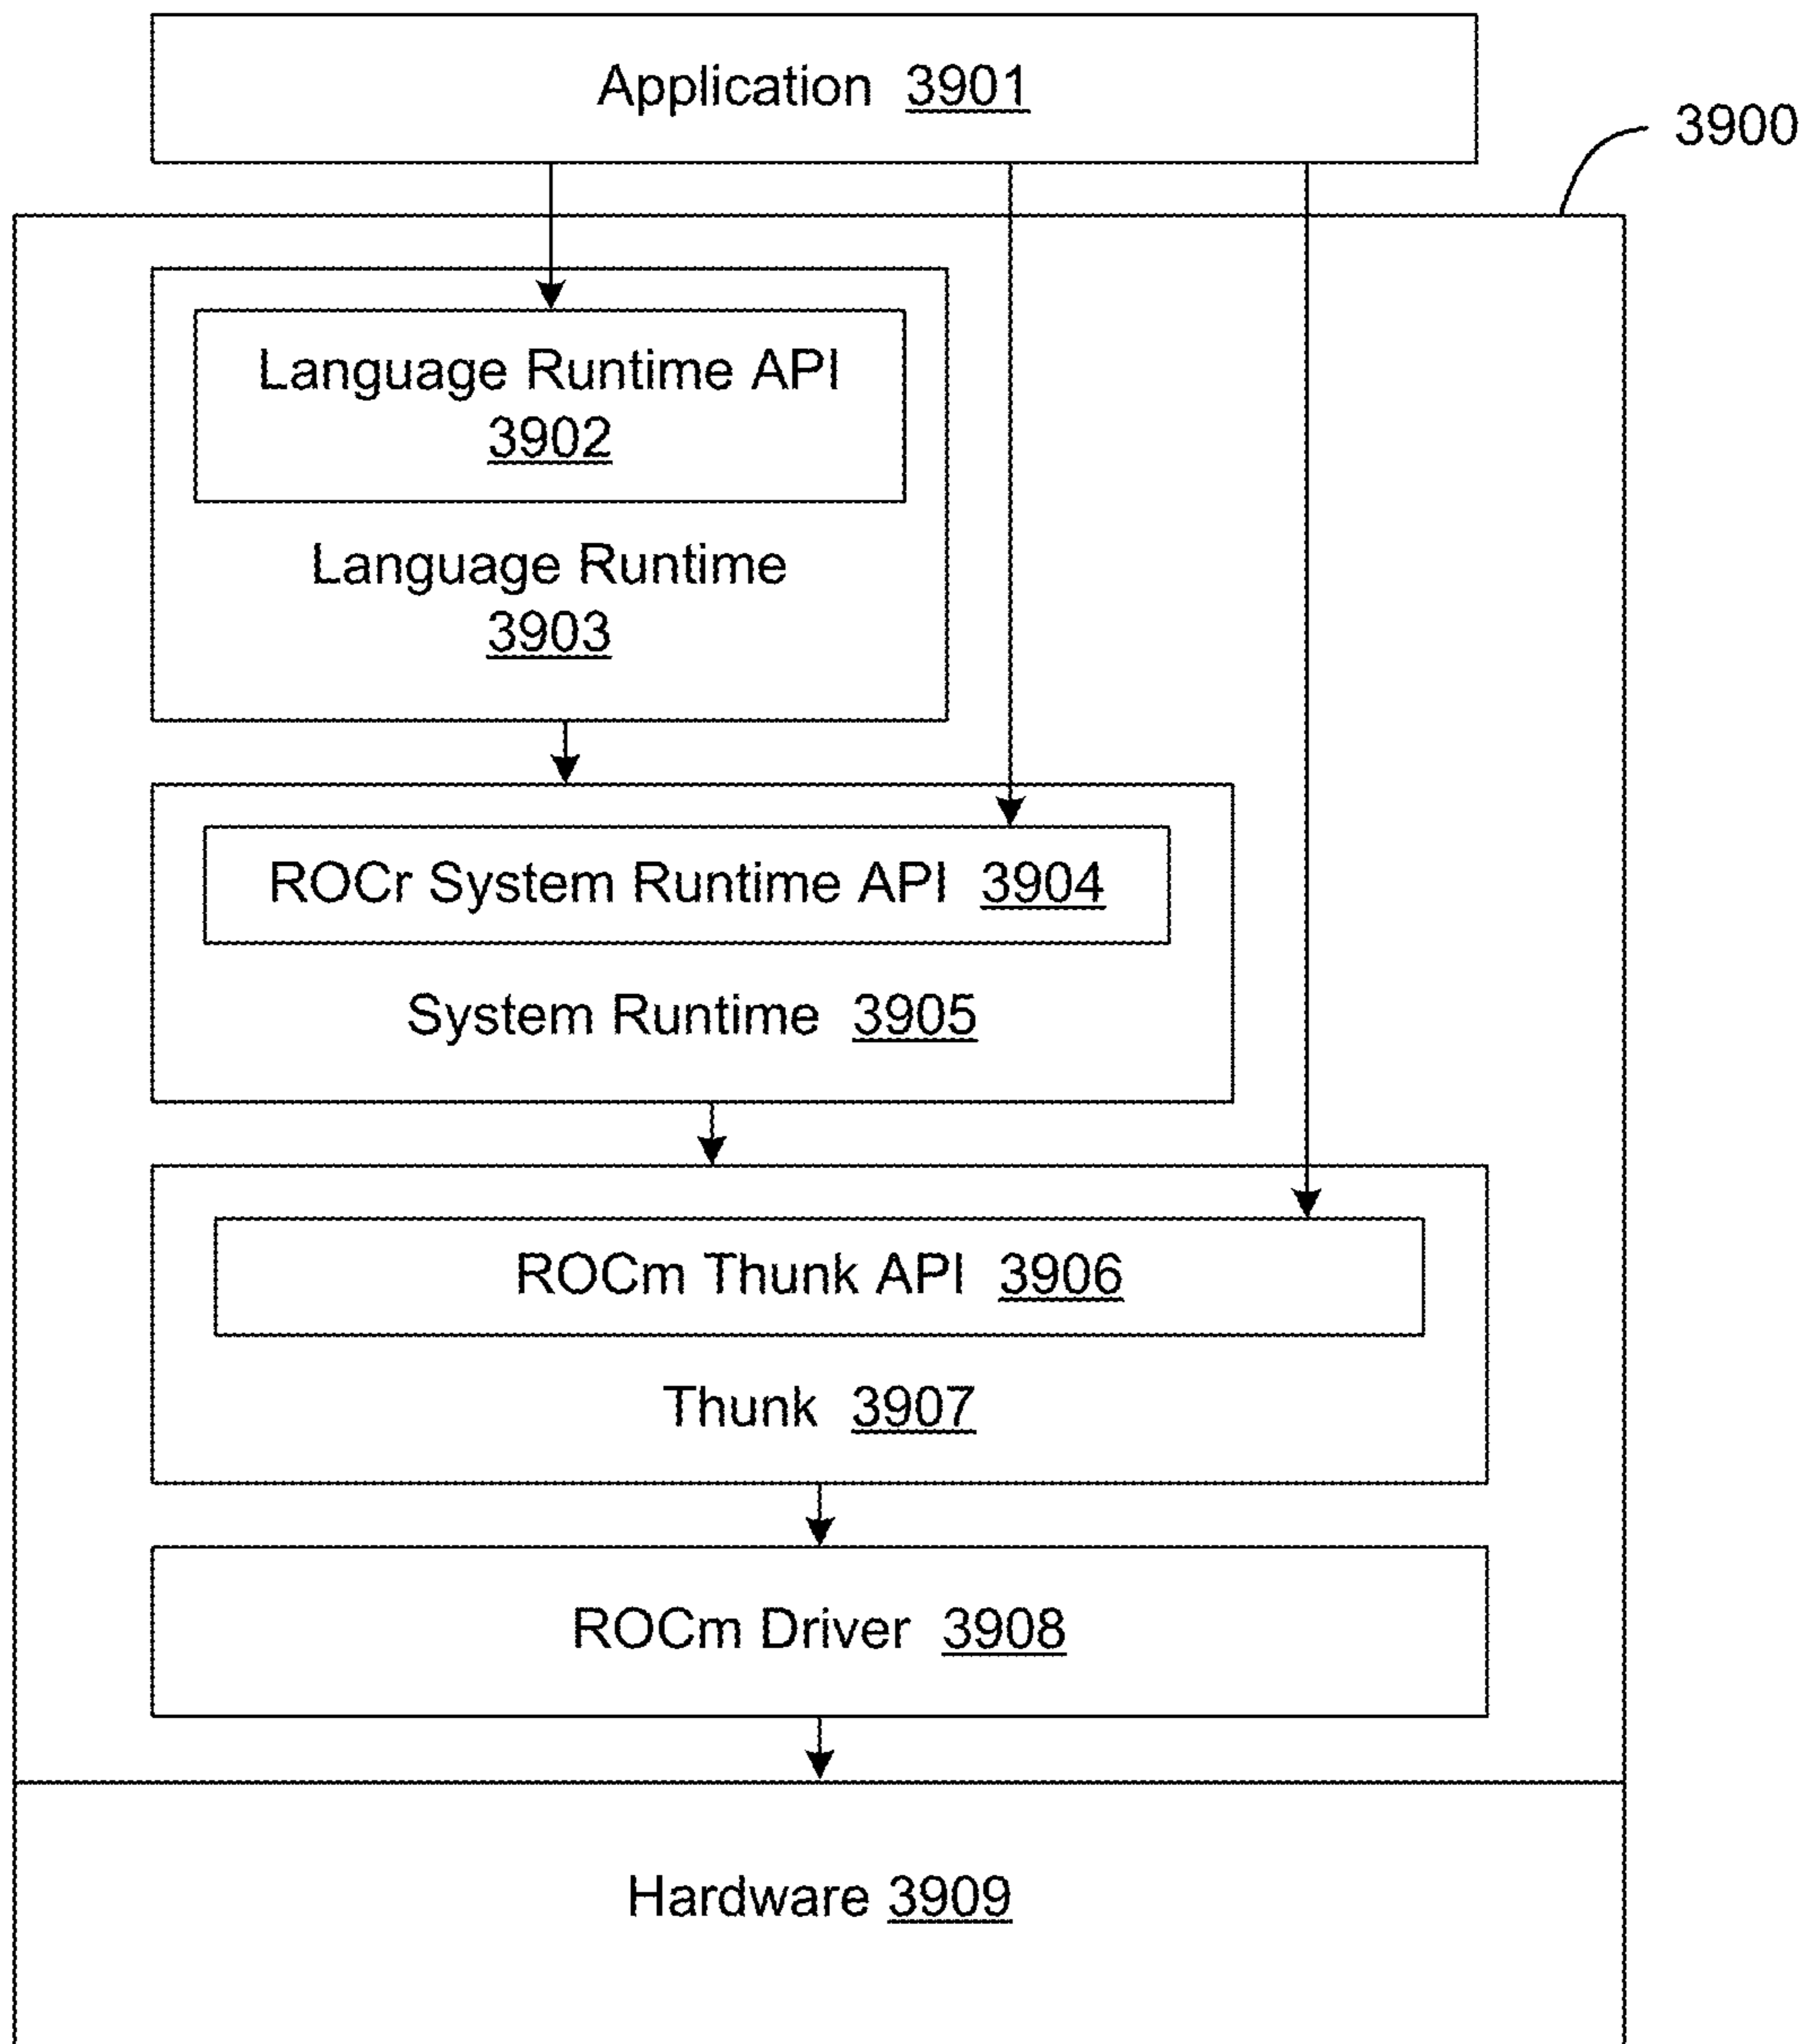 Application 3901
3900
Language Runtime API
3902
Language Runtime
3903
ROCr System Runtime API 3904
System Runtime 3905
ROCm Thunk API 3906
Thunk 3907
ROCm Driver 3908
Hardware 3909